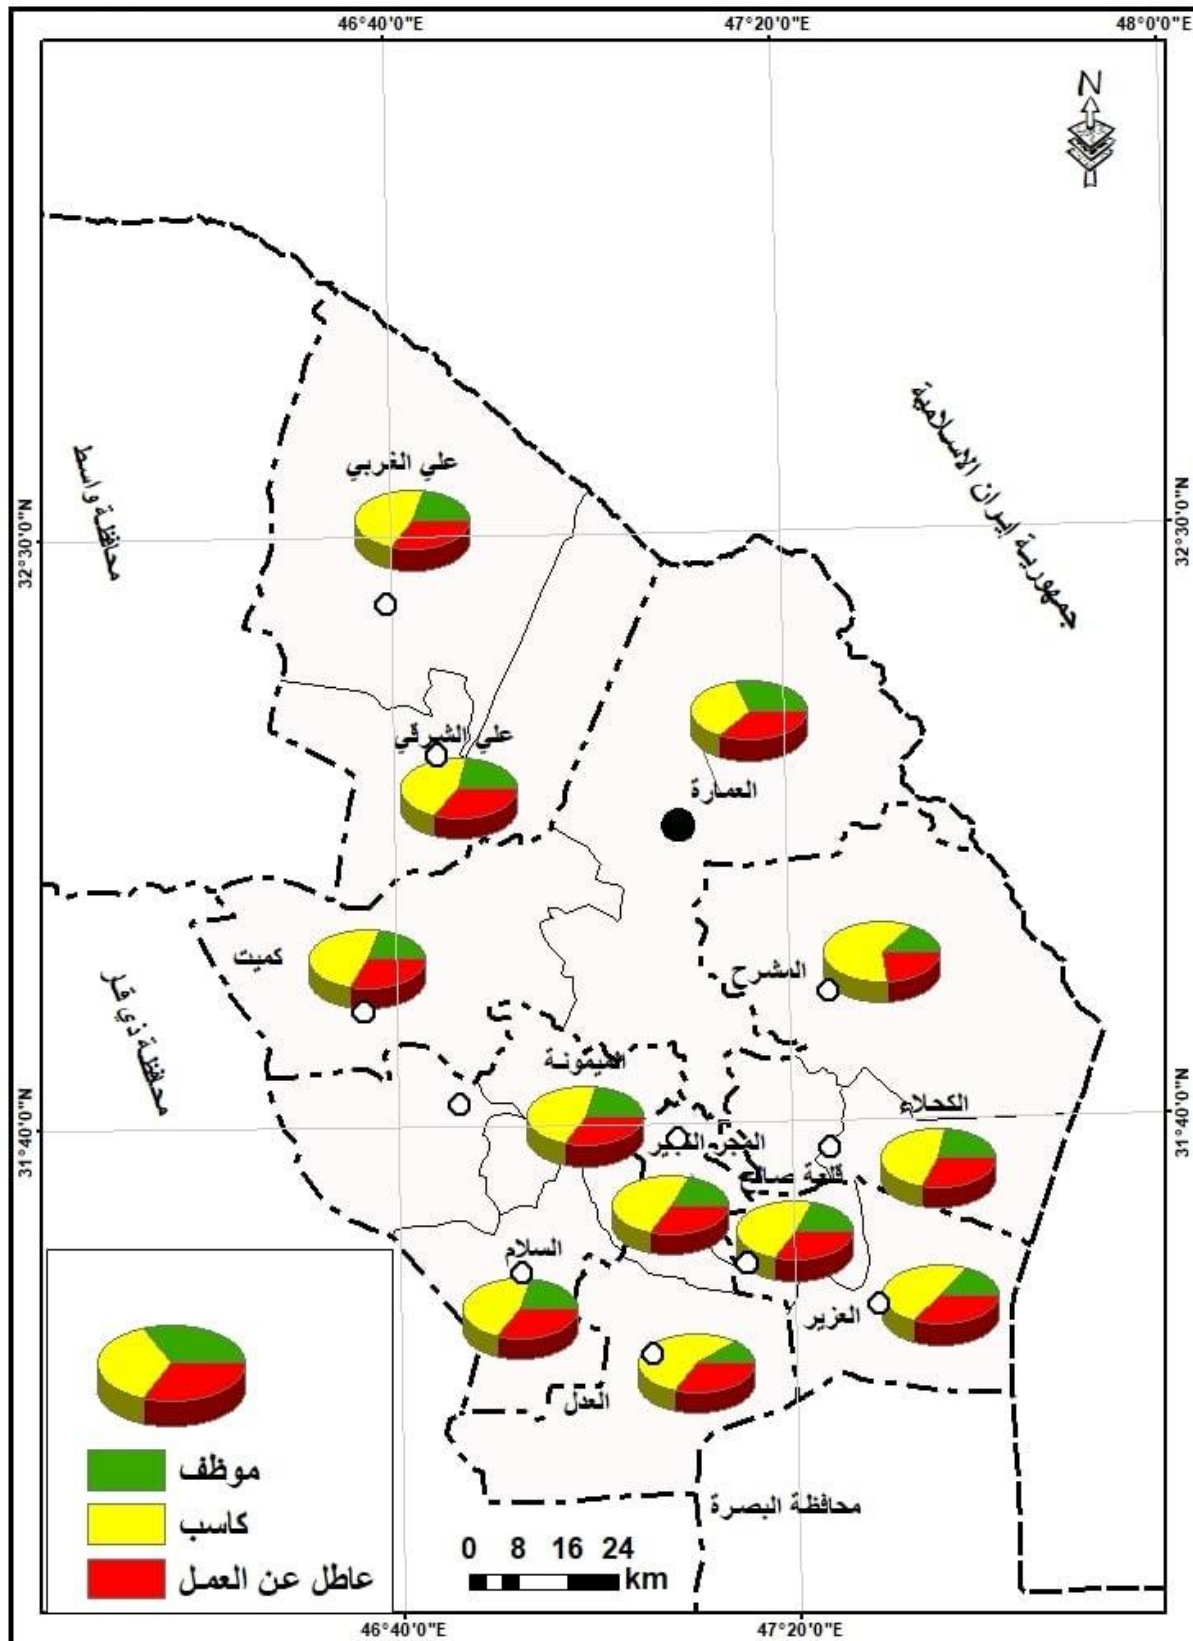 46°40'0"E
47°20'0"E
48°0'0"E
N
جمهورية إيران الاسلامية
علي الغربي
محافظة واسط
32°30'0"N
32°30'0"N
علي الشرقي
العمارة
كميت
المشرح
محافظة ذي قار
الميمونة
الكحلاء
31°40'0"N
31°40'0"N
المجر الكبير
قلعة صالح
السلام
العزير
العدل
محافظة البصرة
موظف
كاسب
عاطل عن العمل
0 8 16 24
km
46°40'0"E
47°20'0"E